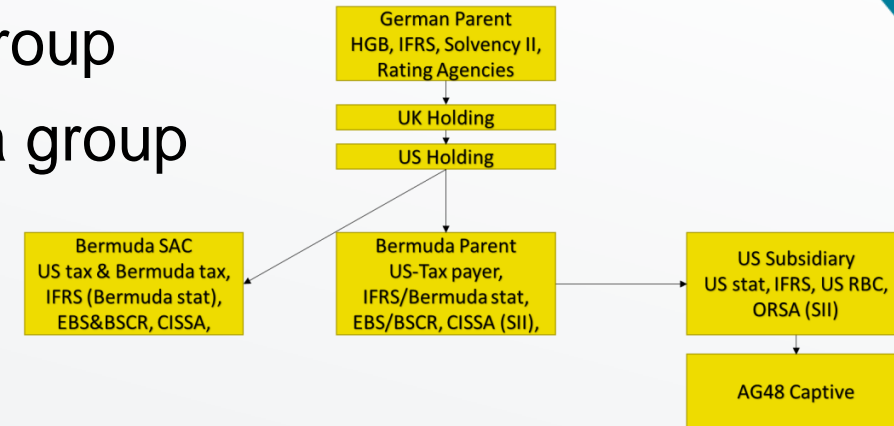 group
group
German Parent
HGB, IFRS, Solvency II,
Rating Agencies
UK Holding
US Holding
Bermuda SAC
US tax & Bermuda tax,
IFRS (Bermuda stat),
EBS&BSCR, CISSA,
Bermuda Parent
US-Tax payer,
IFRS/Bermuda stat,
EBS/BSCR, CISSA (SII),
US Subsidiary
US stat, IFRS, US RBC,
ORSA (SII)
AG48 Captive